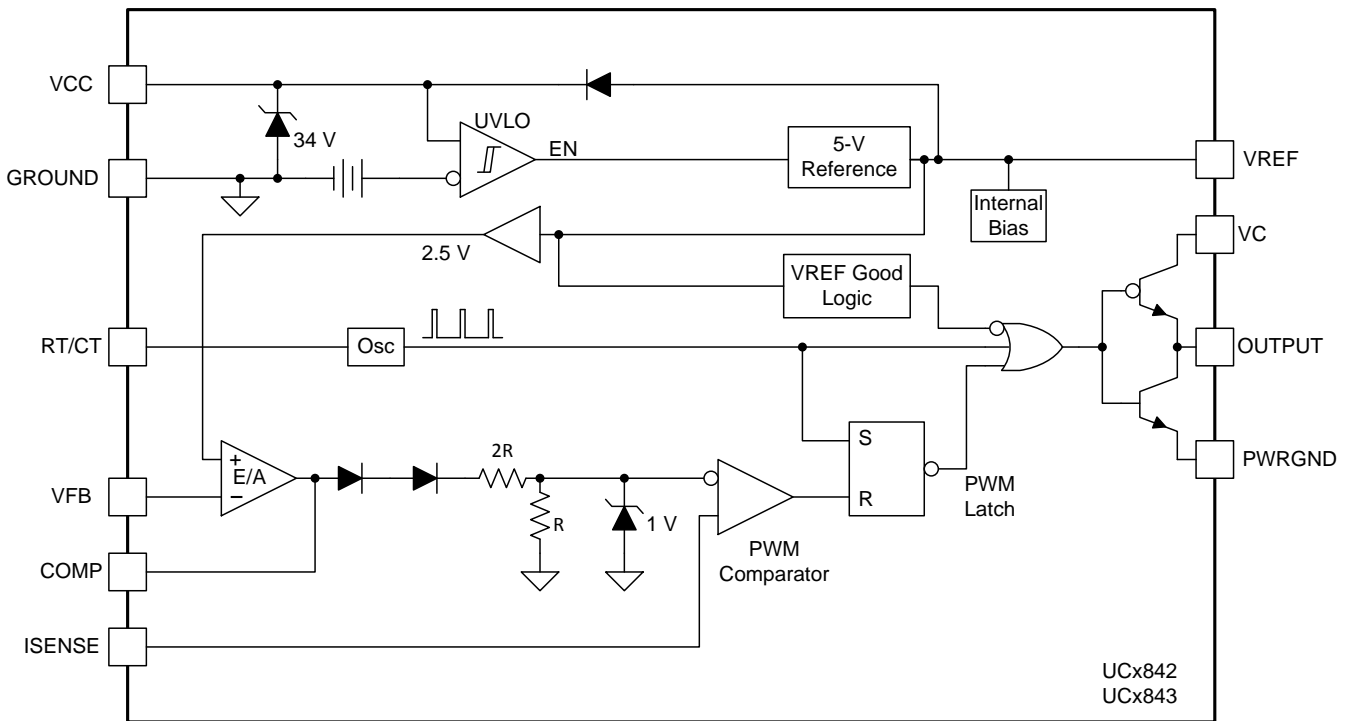 VCC
UVLO
34 V
EN
5-V
Reference
GROUND
VREF
Internal
Bias
VC
2.5 V
VREF Good
Logic
RT/CT
Osc
OUTPUT
S
2R
+
E/A
−
VFB
R
1 V
R
PWM
Latch
PWRGND
PWM
Comparator
COMP
ISENSE
UCx842
UCx843